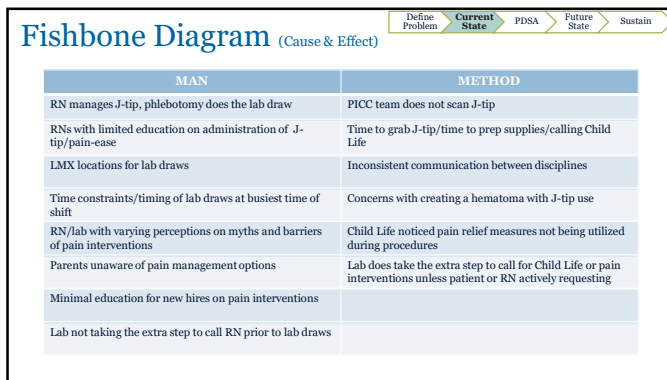 Define
Problem
Current
State
PDSA
Future
State
Sustain
Fishbone Diagram (Cause & Effect)
MAN
METHOD
RN manages J-tip, phlebotomy does the lab draw
PICC team does not scan J-tip
RNs with limited education on administration of J-
tip/pain-ease
Time to grab J-tip/time to prep supplies/calling Child
Life
LMX locations for lab draws
Inconsistent communication between disciplines
Time constraints/timing of lab draws at busiest time of
shift
Concerns with creating a hematoma with J-tip use
RN/lab with varying perceptions on myths and barriers
of pain interventions
Child Life noticed pain relief measures not being utilized
during procedures
Parents unaware of pain management options
Lab does take the extra step to call for Child Life or pain
interventions unless patient or RN actively requesting
Minimal education for new hires on pain interventions
Lab not taking the extra step to call RN prior to lab draws